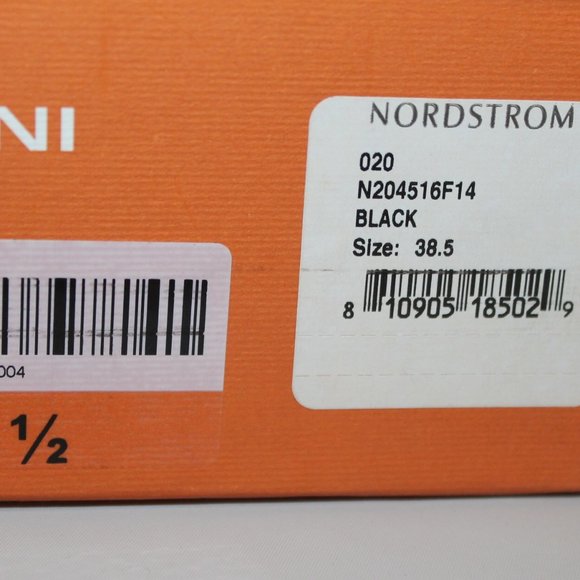 NI
NORDSTROM
020
N204516F14
BLACK
Size: 38.5
8 10905 18502 9
004
½